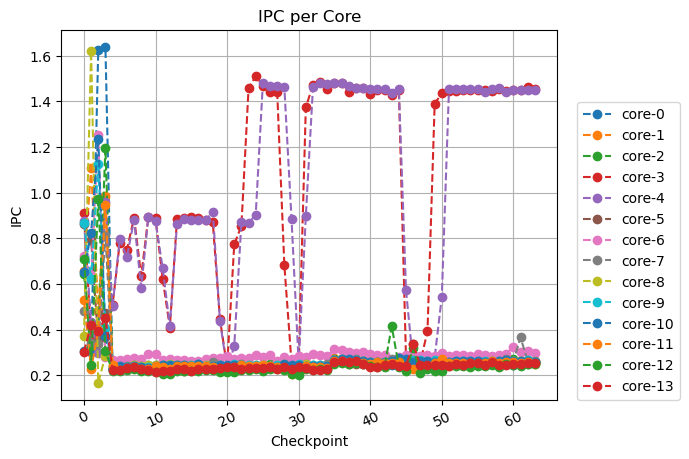 IPC per Core
IPC
1.6
1.4
1.2
1.0
0.8
0.6
0.4
0.2
0
10
20
30
40
50
60
Checkpoint
core-0
core-1
core-2
core-3
core-4
core-5
core-6
core-7
core-8
core-9
core-10
core-11
core-12
core-13